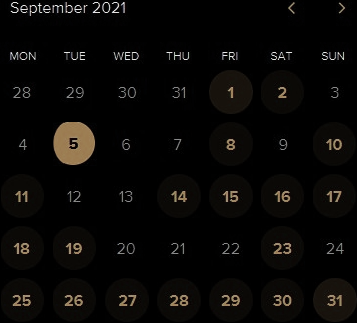 September 2021
MON TUE WED THU FRI SAT SUN
28 29 30 31 1 2 3
4 5 6 7 8 9 10
11 12 13 14 15 16 17
18 19 20 21 22 23 24
25 26 27 28 29 30 31